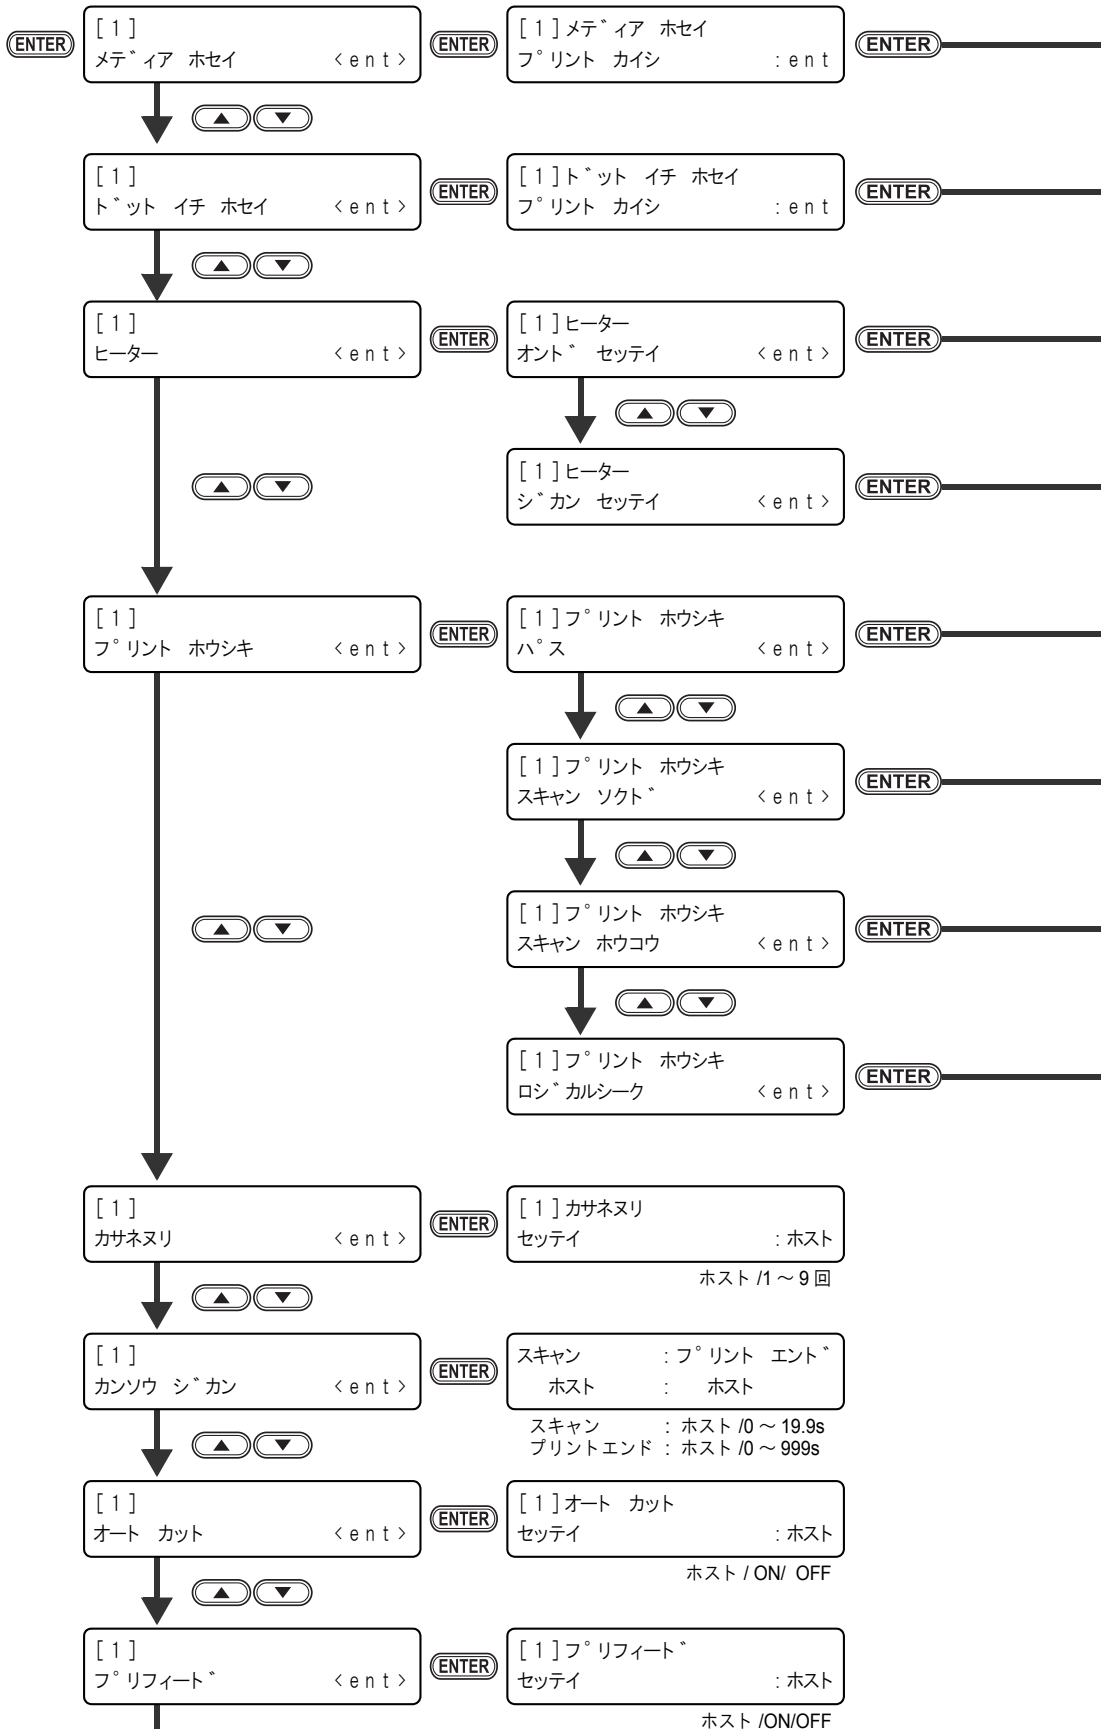 ENTER
[1]
メディア ホセイ <ent>
ENTER
[1]メディア ホセイ
プリント カイシ :ent
ENTER
[1]
ドット イチ ホセイ <ent>
ENTER
[1]ドット イチ ホセイ
プリント カイシ :ent
ENTER
[1]
ヒーター <ent>
ENTER
[1]ヒーター
オンド セッテイ <ent>
ENTER
[1]ヒーター
ジカン セッテイ <ent>
ENTER
[1]
プリント ホウシキ <ent>
ENTER
[1]プリント ホウシキ
パス <ent>
ENTER
[1]プリント ホウシキ
スキャン ソクド <ent>
ENTER
[1]プリント ホウシキ
スキャン ホウコウ <ent>
ENTER
[1]プリント ホウシキ
ロジカルシーク <ent>
ENTER
[1]
カサネヌリ <ent>
ENTER
[1]カサネヌリ
セッテイ :ホスト
ホスト /1～9回
[1]
カンソウ ジカン <ent>
ENTER
スキャン :プリント エンド
ホスト : ホスト
スキャン : ホスト /0～19.9s
プリントエンド : ホスト /0～999s
[1]
オート カット <ent>
ENTER
[1]オート カット
セッテイ :ホスト
ホスト / ON/ OFF
[1]
プリフィード <ent>
ENTER
[1]プリフィード
セッテイ :ホスト
ホスト /ON/OFF